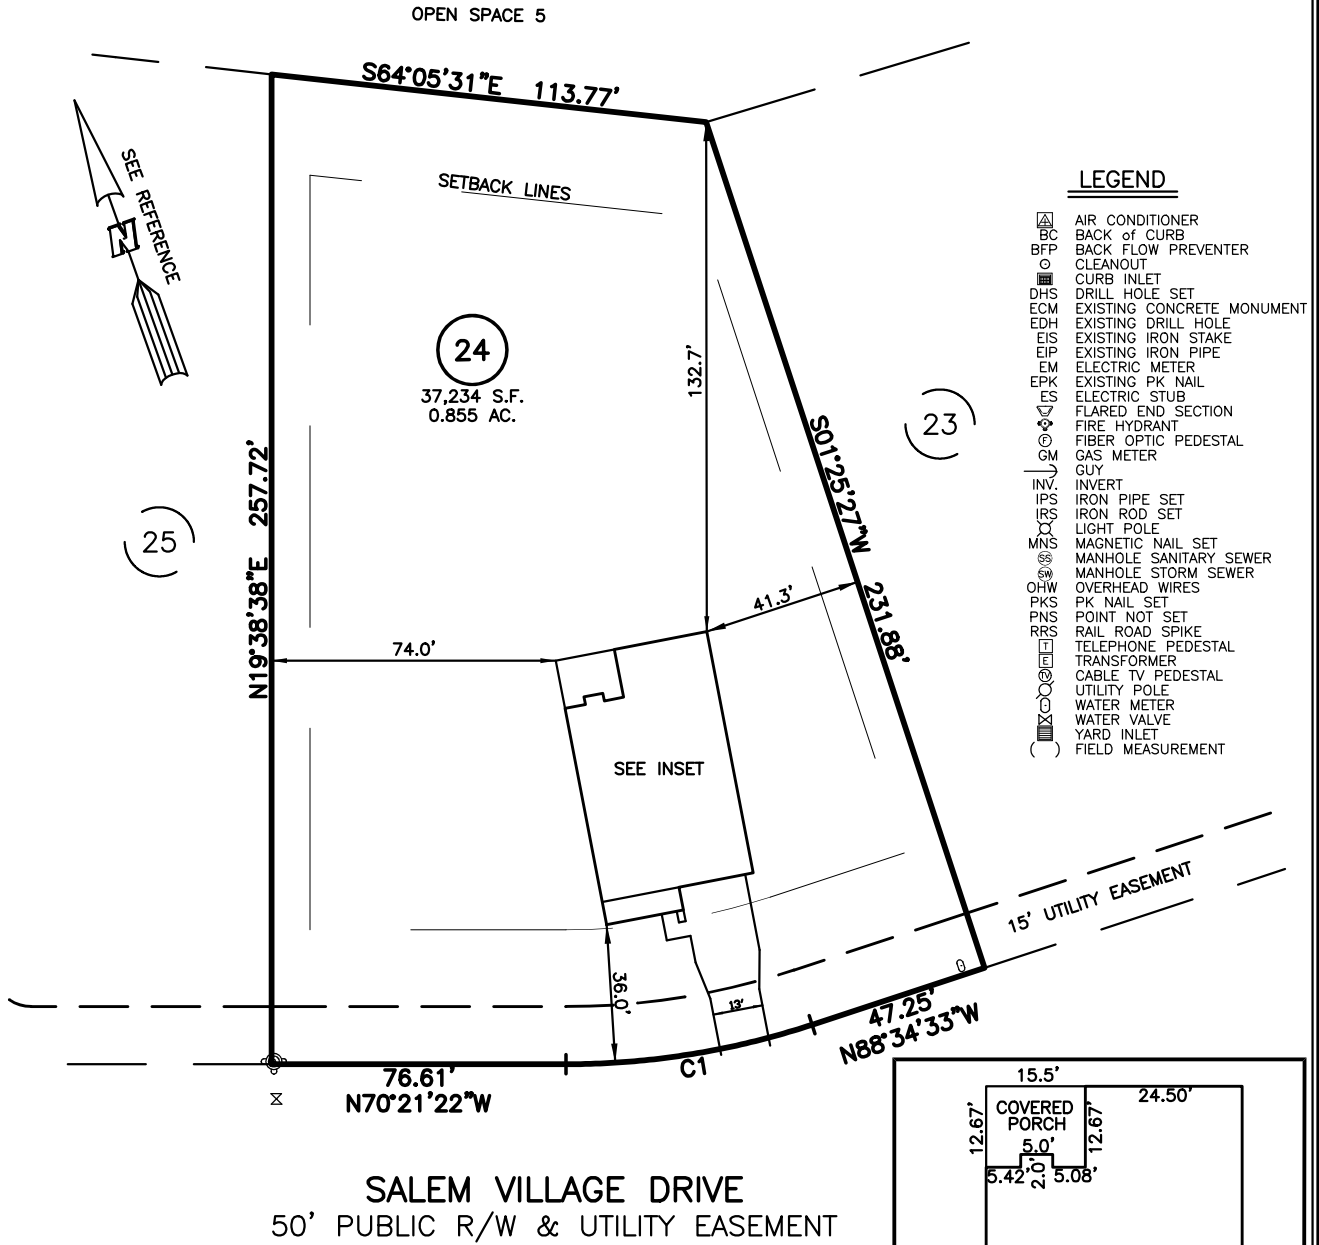 OPEN SPACE 5
S64°05'31"E 113.77'
SEE REFERENCE
N
SETBACK LINES
24
37,234 S.F.
0.855 AC.
132.7'
23
25
N19°38'38"E 257.72'
S01°25'27"W 231.88'
74.0'
41.3'
SEE INSET
36.0'
13'
15' UTILITY EASEMENT
47.25'
N88°34'33"W
C1
76.61'
N70°21'22"W
SALEM VILLAGE DRIVE
50' PUBLIC R/W & UTILITY EASEMENT
LEGEND
AIR CONDITIONER
BC BACK of CURB
BFP BACK FLOW PREVENTER
CLEANOUT
CURB INLET
DHS DRILL HOLE SET
ECM EXISTING CONCRETE MONUMENT
EDH EXISTING DRILL HOLE
EIS EXISTING IRON STAKE
EIP EXISTING IRON PIPE
EM ELECTRIC METER
EPK EXISTING PK NAIL
ES ELECTRIC STUB
FLARED END SECTION
FIRE HYDRANT
F FIBER OPTIC PEDESTAL
GM GAS METER
GUY
INV. INVERT
IPS IRON PIPE SET
IRS IRON ROD SET
LIGHT POLE
MNS MAGNETIC NAIL SET
SS MANHOLE SANITARY SEWER
SW MANHOLE STORM SEWER
OHW OVERHEAD WIRES
PKS PK NAIL SET
PNS POINT NOT SET
RRS RAIL ROAD SPIKE
T TELEPHONE PEDESTAL
E TRANSFORMER
TV CABLE TV PEDESTAL
UTILITY POLE
WATER METER
WATER VALVE
YARD INLET
( ) FIELD MEASUREMENT
15.5'
24.50'
12.67'
COVERED
PORCH
12.67'
5.0'
5.42'
2.0'
5.08'